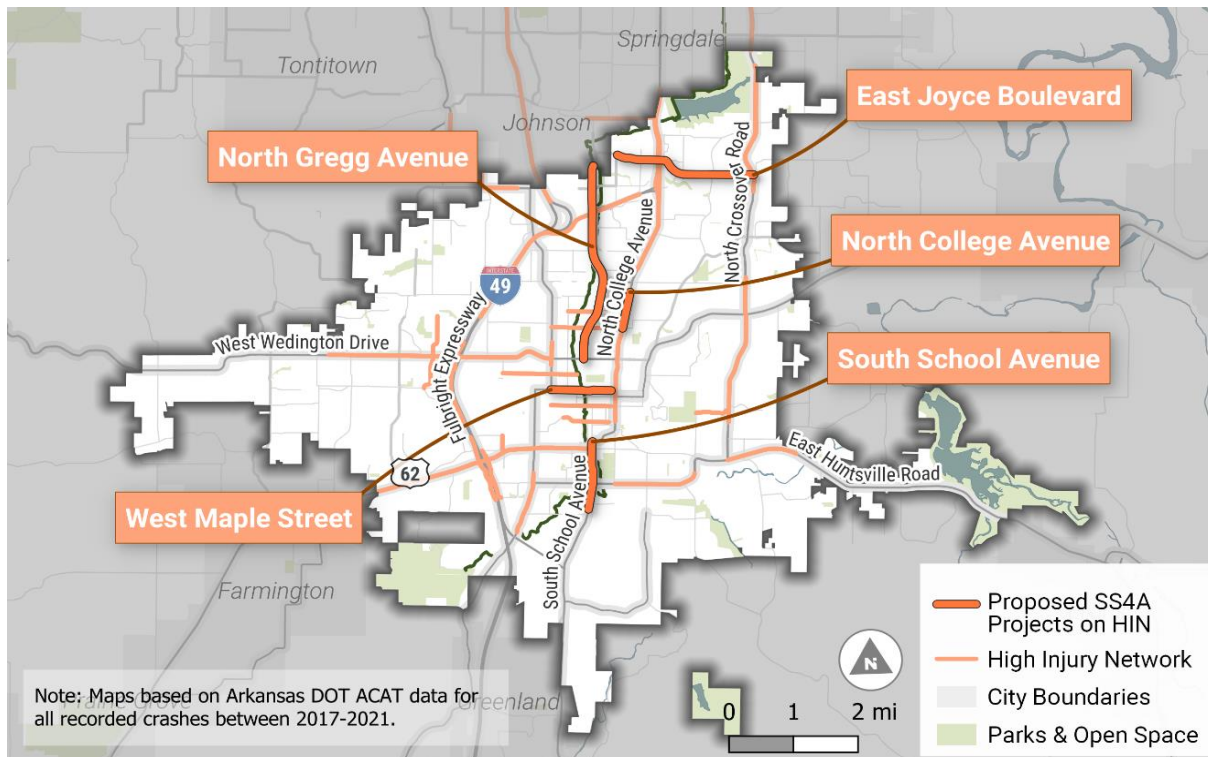 Springdale
Tontitown
Johnson
East Joyce Boulevard
North Gregg Avenue
North College Avenue
South School Avenue
West Maple Street
North Crossover Road
North College Avenue
INTERSTATE
49
West Wedington Drive
Fulbright Expressway
62
East Huntsville Road
South School Avenue
Farmington
Prairie Grove
Greenland
Note: Maps based on Arkansas DOT ACAT data for
all recorded crashes between 2017-2021.
N
0 1 2 mi
Proposed SS4A
Projects on HIN
High Injury Network
City Boundaries
Parks & Open Space